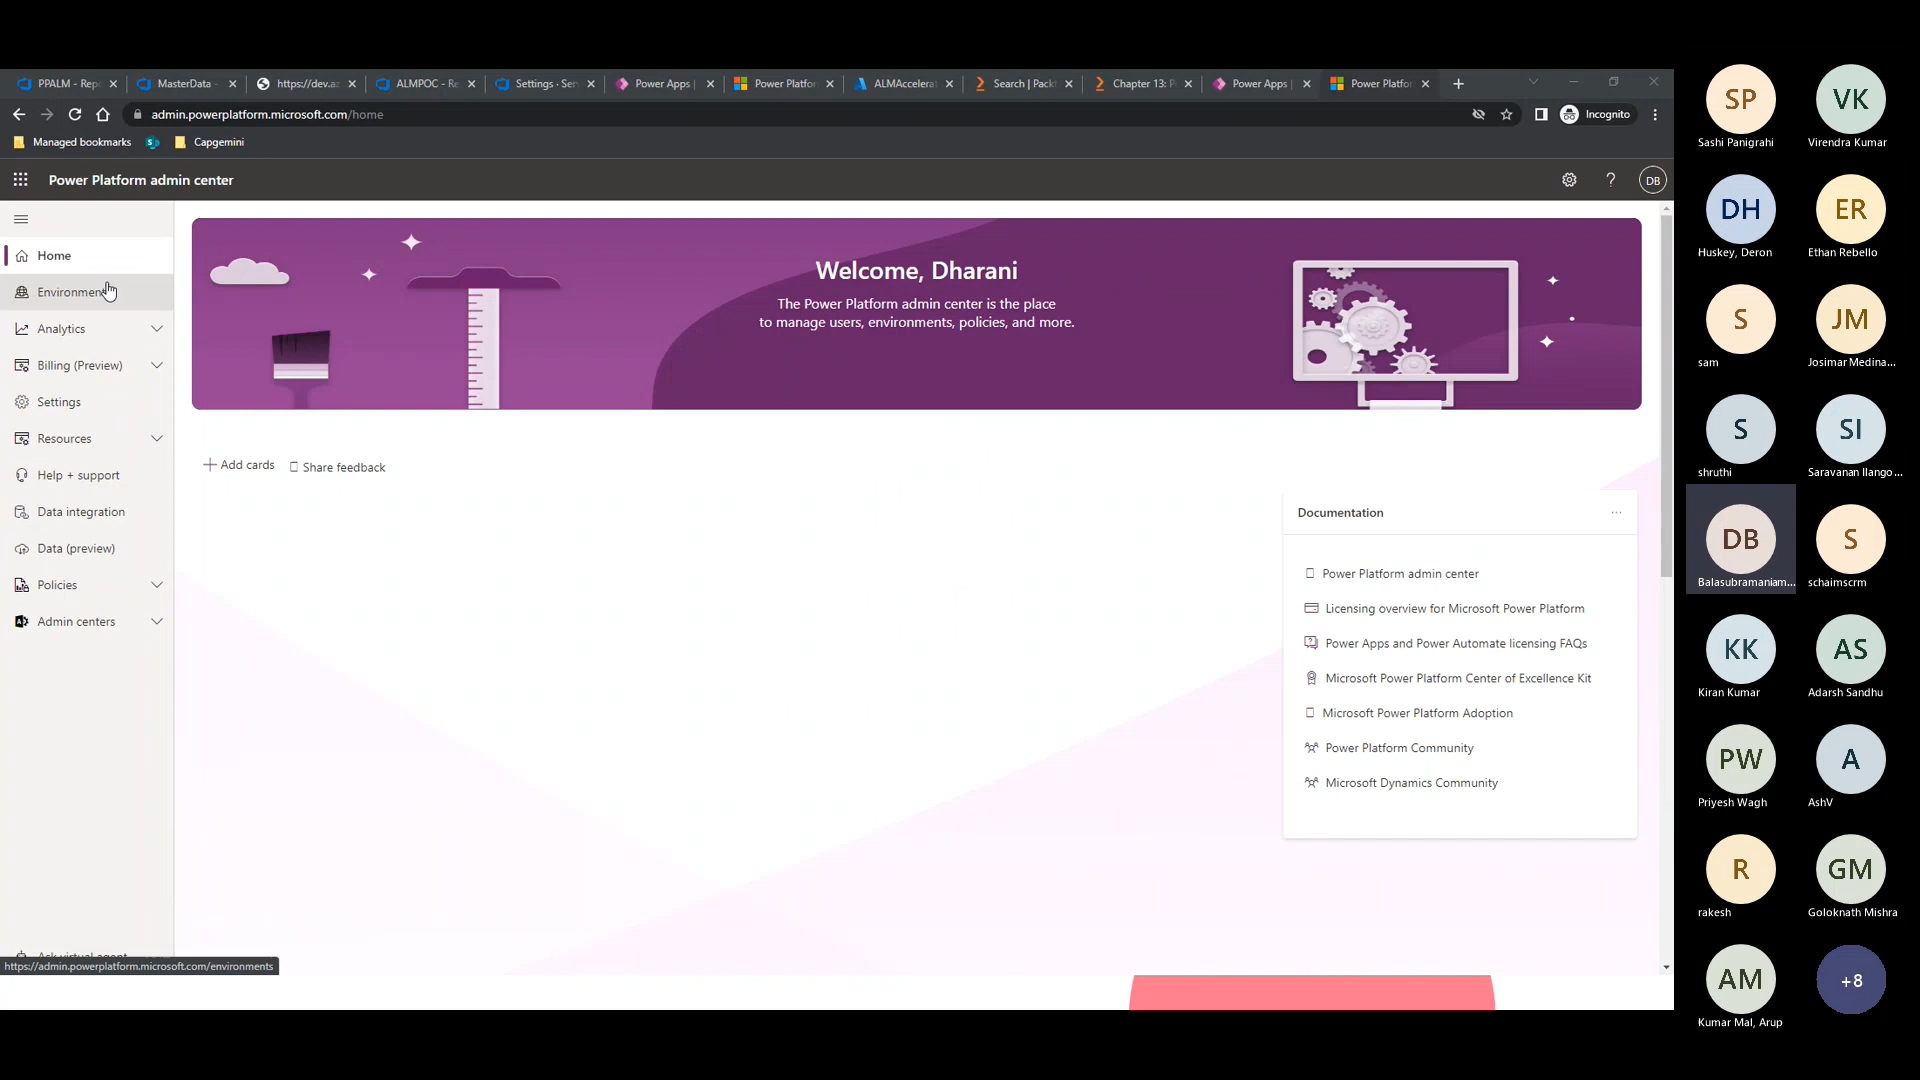 PPALM - Repo
MasterData -
https://dev.az
ALMPOC - Re
Settings · Ser
Power Apps |
Power Platfor
ALMAccelerat
Search | Packt
Chapter 13: P
Power Apps |
Power Platfor
admin.powerplatform.microsoft.com/home
Incognito
Managed bookmarks
Capgemini
Power Platform admin center
DB
Home
Environmen
Analytics
Billing (Preview)
Settings
Resources
Help + support
Data integration
Data (preview)
Policies
Admin centers
Ask virtual agent
https://admin.powerplatform.microsoft.com/environments
Welcome, Dharani
The Power Platform admin center is the place
to manage users, environments, policies, and more.
Add cards
Share feedback
Documentation
Power Platform admin center
Licensing overview for Microsoft Power Platform
Power Apps and Power Automate licensing FAQs
Microsoft Power Platform Center of Excellence Kit
Microsoft Power Platform Adoption
Power Platform Community
Microsoft Dynamics Community
SP
Sashi Panigrahi
VK
Virendra Kumar
DH
Huskey, Deron
ER
Ethan Rebello
S
sam
JM
Josimar Medina...
S
shruthi
SI
Saravanan Ilango...
DB
Balasubramaniam...
S
schaimscrm
KK
Kiran Kumar
AS
Adarsh Sandhu
PW
Priyesh Wagh
A
AshV
R
rakesh
GM
Goloknath Mishra
AM
Kumar Mal, Arup
+8